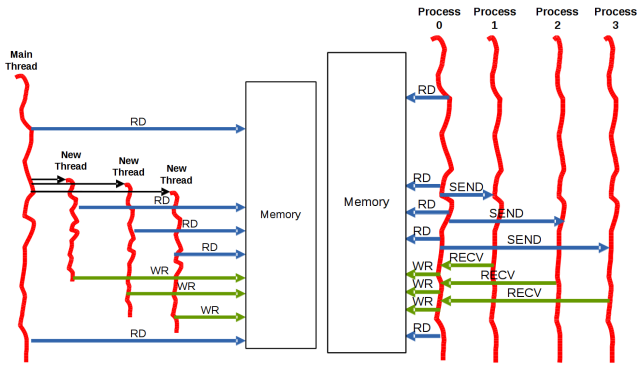 Main
Thread
RD
New
Thread
New
Thread
New
Thread
RD
RD
RD
WR
WR
WR
RD
Memory
Memory
Process
0
Process
1
Process
2
Process
3
RD
RD
SEND
RD
SEND
RD
SEND
RECV
WR
RECV
WR
RECV
WR
RD